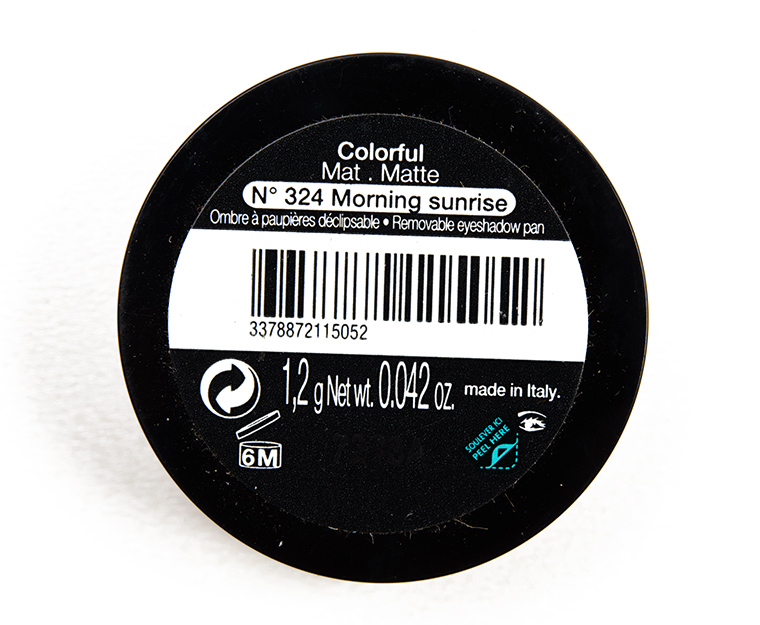 Colorful
Mat . Matte
N° 324 Morning sunrise
Ombre à paupières déclipsable • Removable eyeshadow pan
3378872115052
1,2 g Net wt. 0.042 oz. made in Italy.
6M
SOULEVER ICI
PEEL HERE